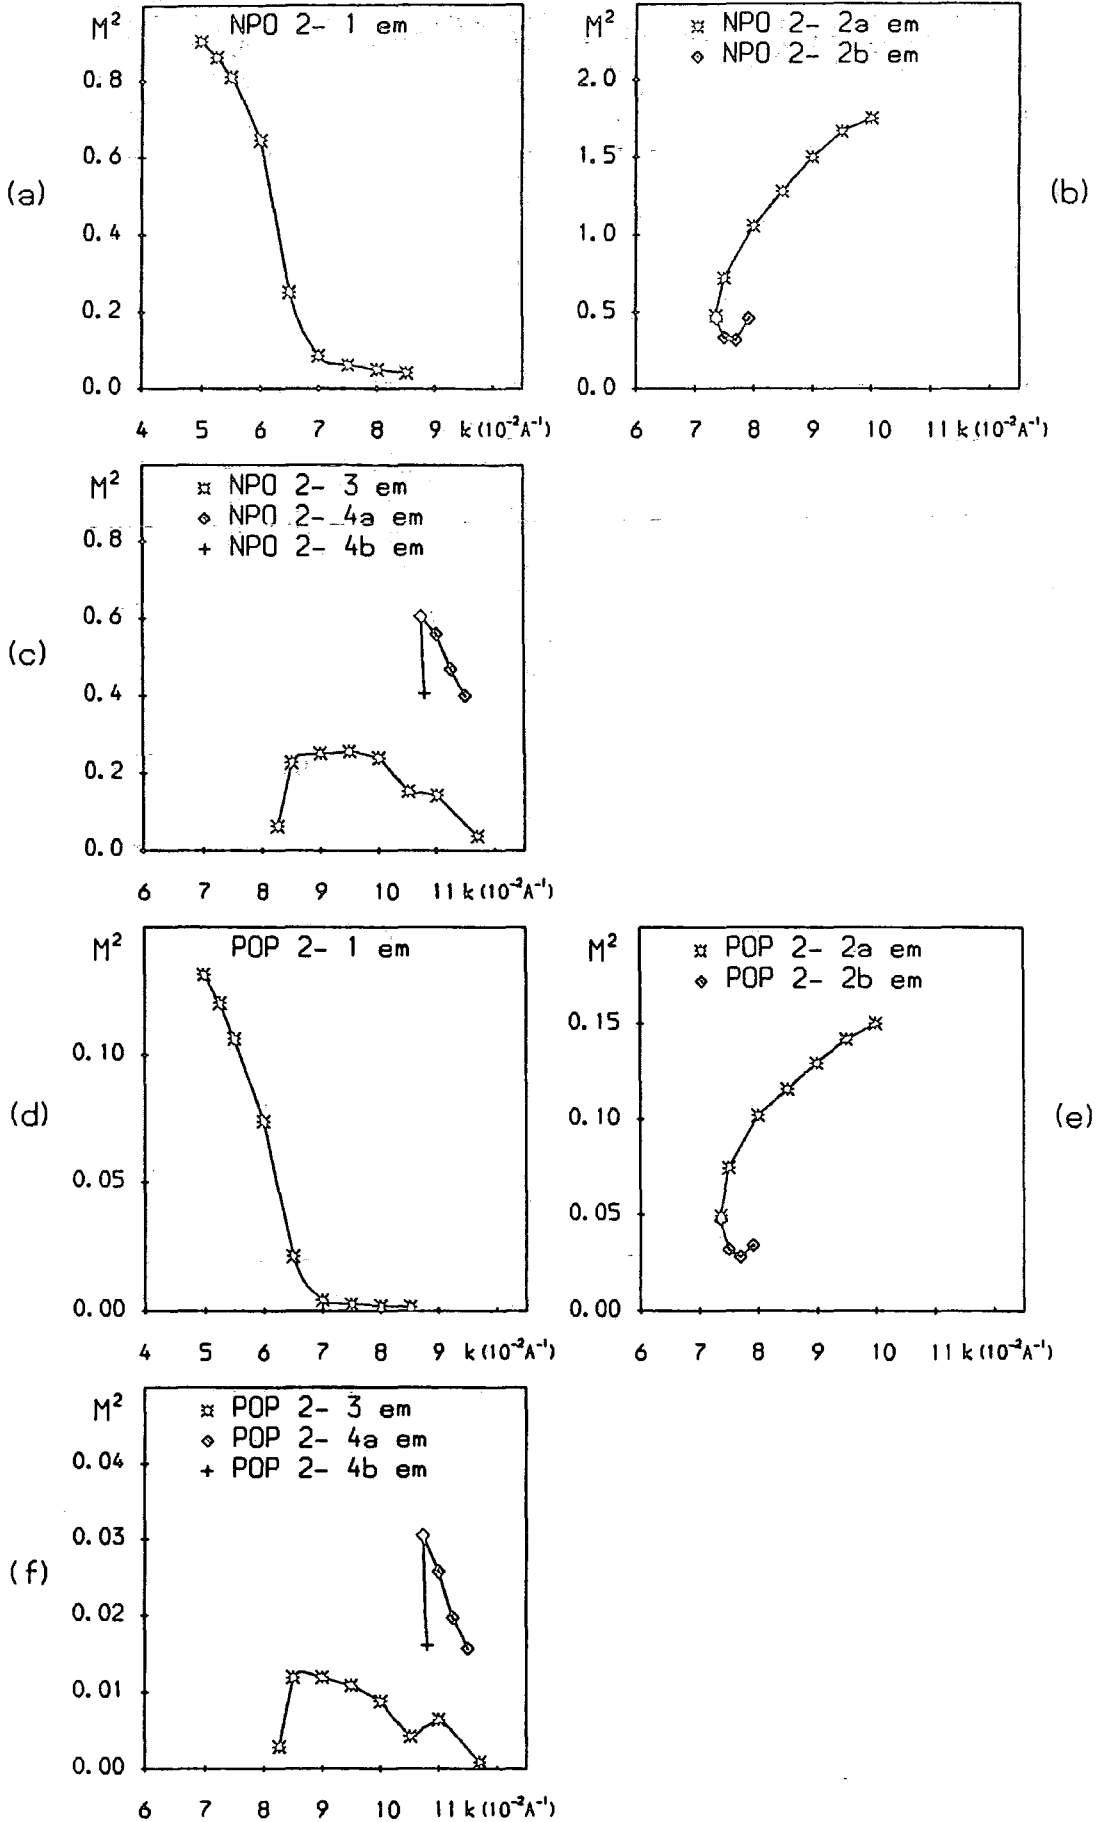 (a)
M²
NPO 2- 1 em
0.8
0.6
0.4
0.2
0.0
4 5 6 7 8 9 k (10⁻²A⁻¹)
(b)
M²
NPO 2- 2a em
NPO 2- 2b em
2.0
1.5
1.0
0.5
0.0
6 7 8 9 10 11 k (10⁻²A⁻¹)
(c)
M²
NPO 2- 3 em
NPO 2- 4a em
NPO 2- 4b em
0.8
0.6
0.4
0.2
0.0
6 7 8 9 10 11 k (10⁻²A⁻¹)
(d)
M²
POP 2- 1 em
0.10
0.05
0.00
4 5 6 7 8 9 k (10⁻²A⁻¹)
(e)
M²
POP 2- 2a em
POP 2- 2b em
0.15
0.10
0.05
0.00
6 7 8 9 10 11 k (10⁻²A⁻¹)
(f)
M²
POP 2- 3 em
POP 2- 4a em
POP 2- 4b em
0.04
0.03
0.02
0.01
0.00
6 7 8 9 10 11 k (10⁻²A⁻¹)